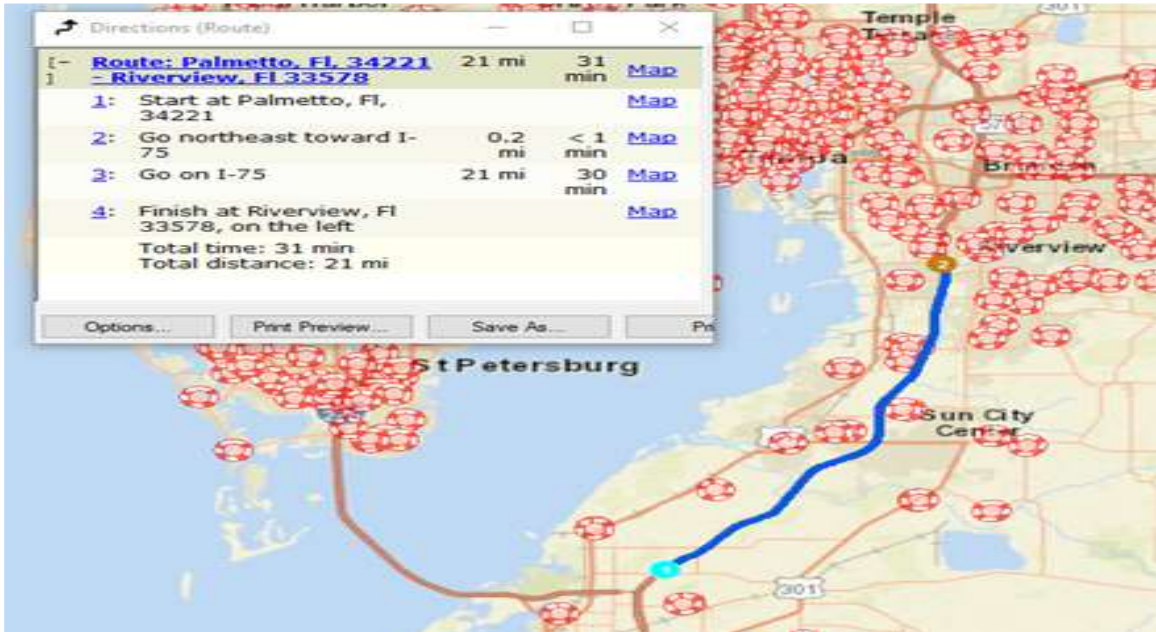 Directions (Route)
[-] Route: Palmetto, Fl, 34221 - Riverview, Fl 33578 21 mi 31 min Map
1: Start at Palmetto, Fl, 34221 Map
2: Go northeast toward I-75 0.2 mi < 1 min Map
3: Go on I-75 21 mi 30 min Map
4: Finish at Riverview, Fl 33578, on the left Map
Total time: 31 min
Total distance: 21 mi
Options... Print Preview... Save As... Pri
Temple
301
Riverview
2
St Petersburg
Sun City
Center
301